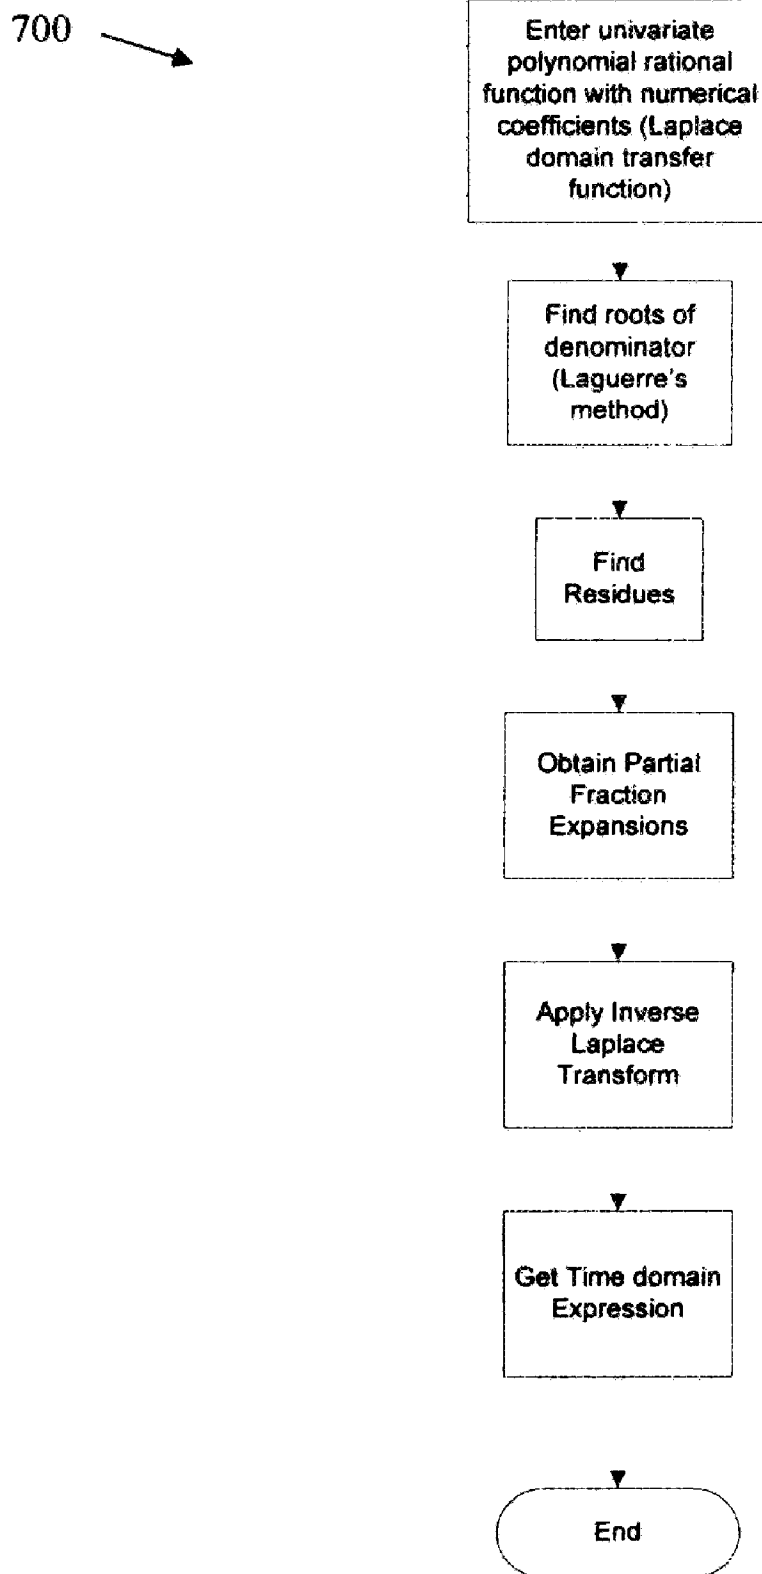 700
Enter univariate
polynomial rational
function with numerical
coefficients (Laplace
domain transfer
function)
Find roots of
denominator
(Laguerre's
method)
Find
Residues
Obtain Partial
Fraction
Expansions
Apply Inverse
Laplace
Transform
Get Time domain
Expression
End